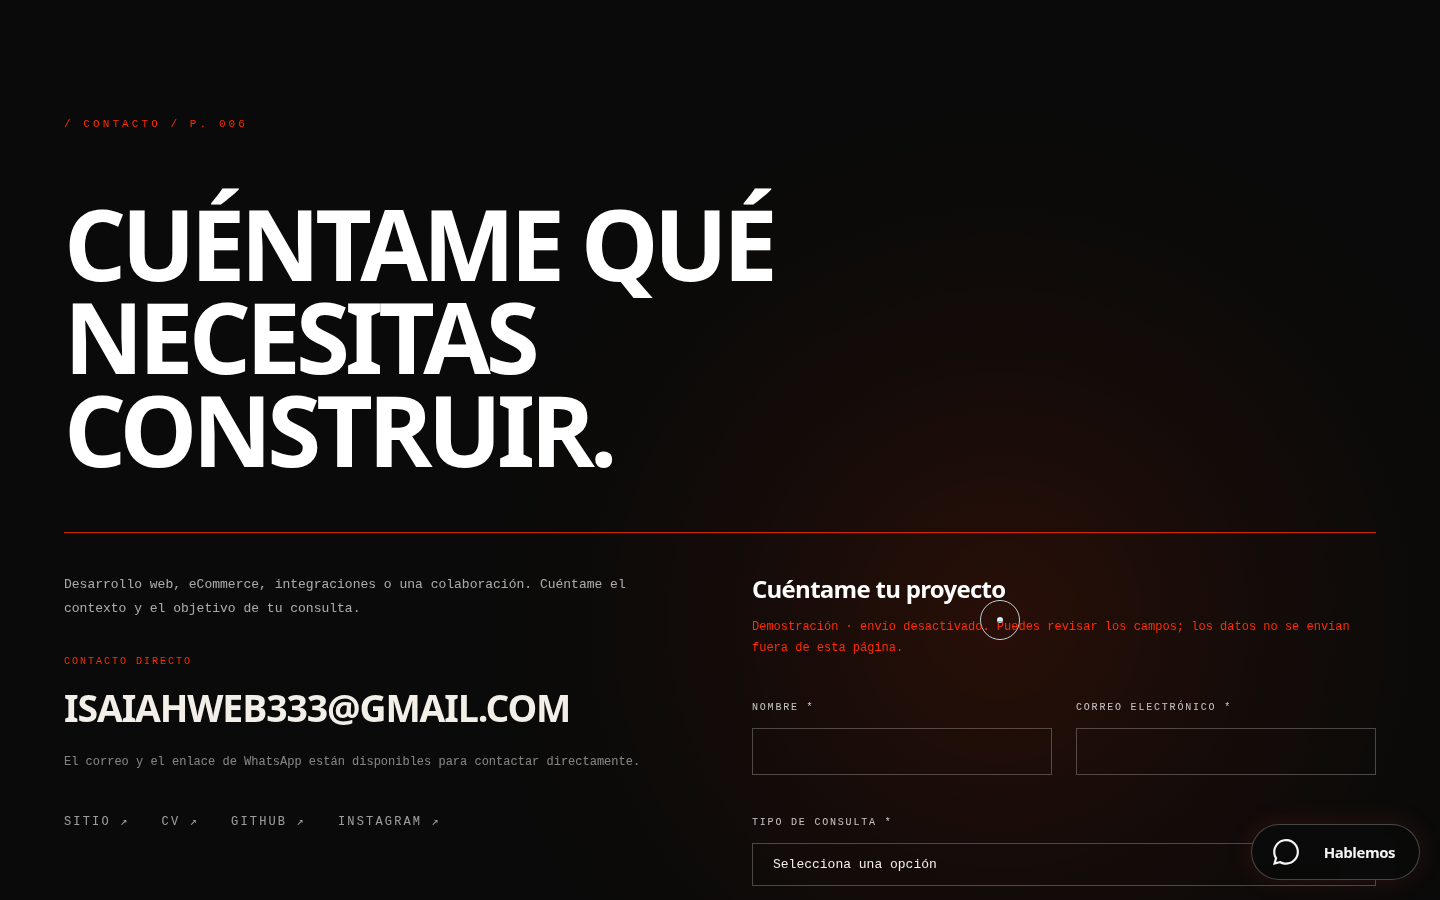 / CONTACTO / P. 006
CUÉNTAME QUÉ
NECESITAS
CONSTRUIR.
Desarrollo web, eCommerce, integraciones o una colaboración. Cuéntame el
contexto y el objetivo de tu consulta.
CONTACTO DIRECTO
ISAIAHWEB333@GMAIL.COM
El correo y el enlace de WhatsApp están disponibles para contactar directamente.
SITIO ↗ CV ↗ GITHUB ↗ INSTAGRAM ↗
Cuéntame tu proyecto
Demostración · envío desactivado. Puedes revisar los campos; los datos no se envían
fuera de esta página.
NOMBRE * CORREO ELECTRÓNICO *
TIPO DE CONSULTA *
Selecciona una opción
Hablemos